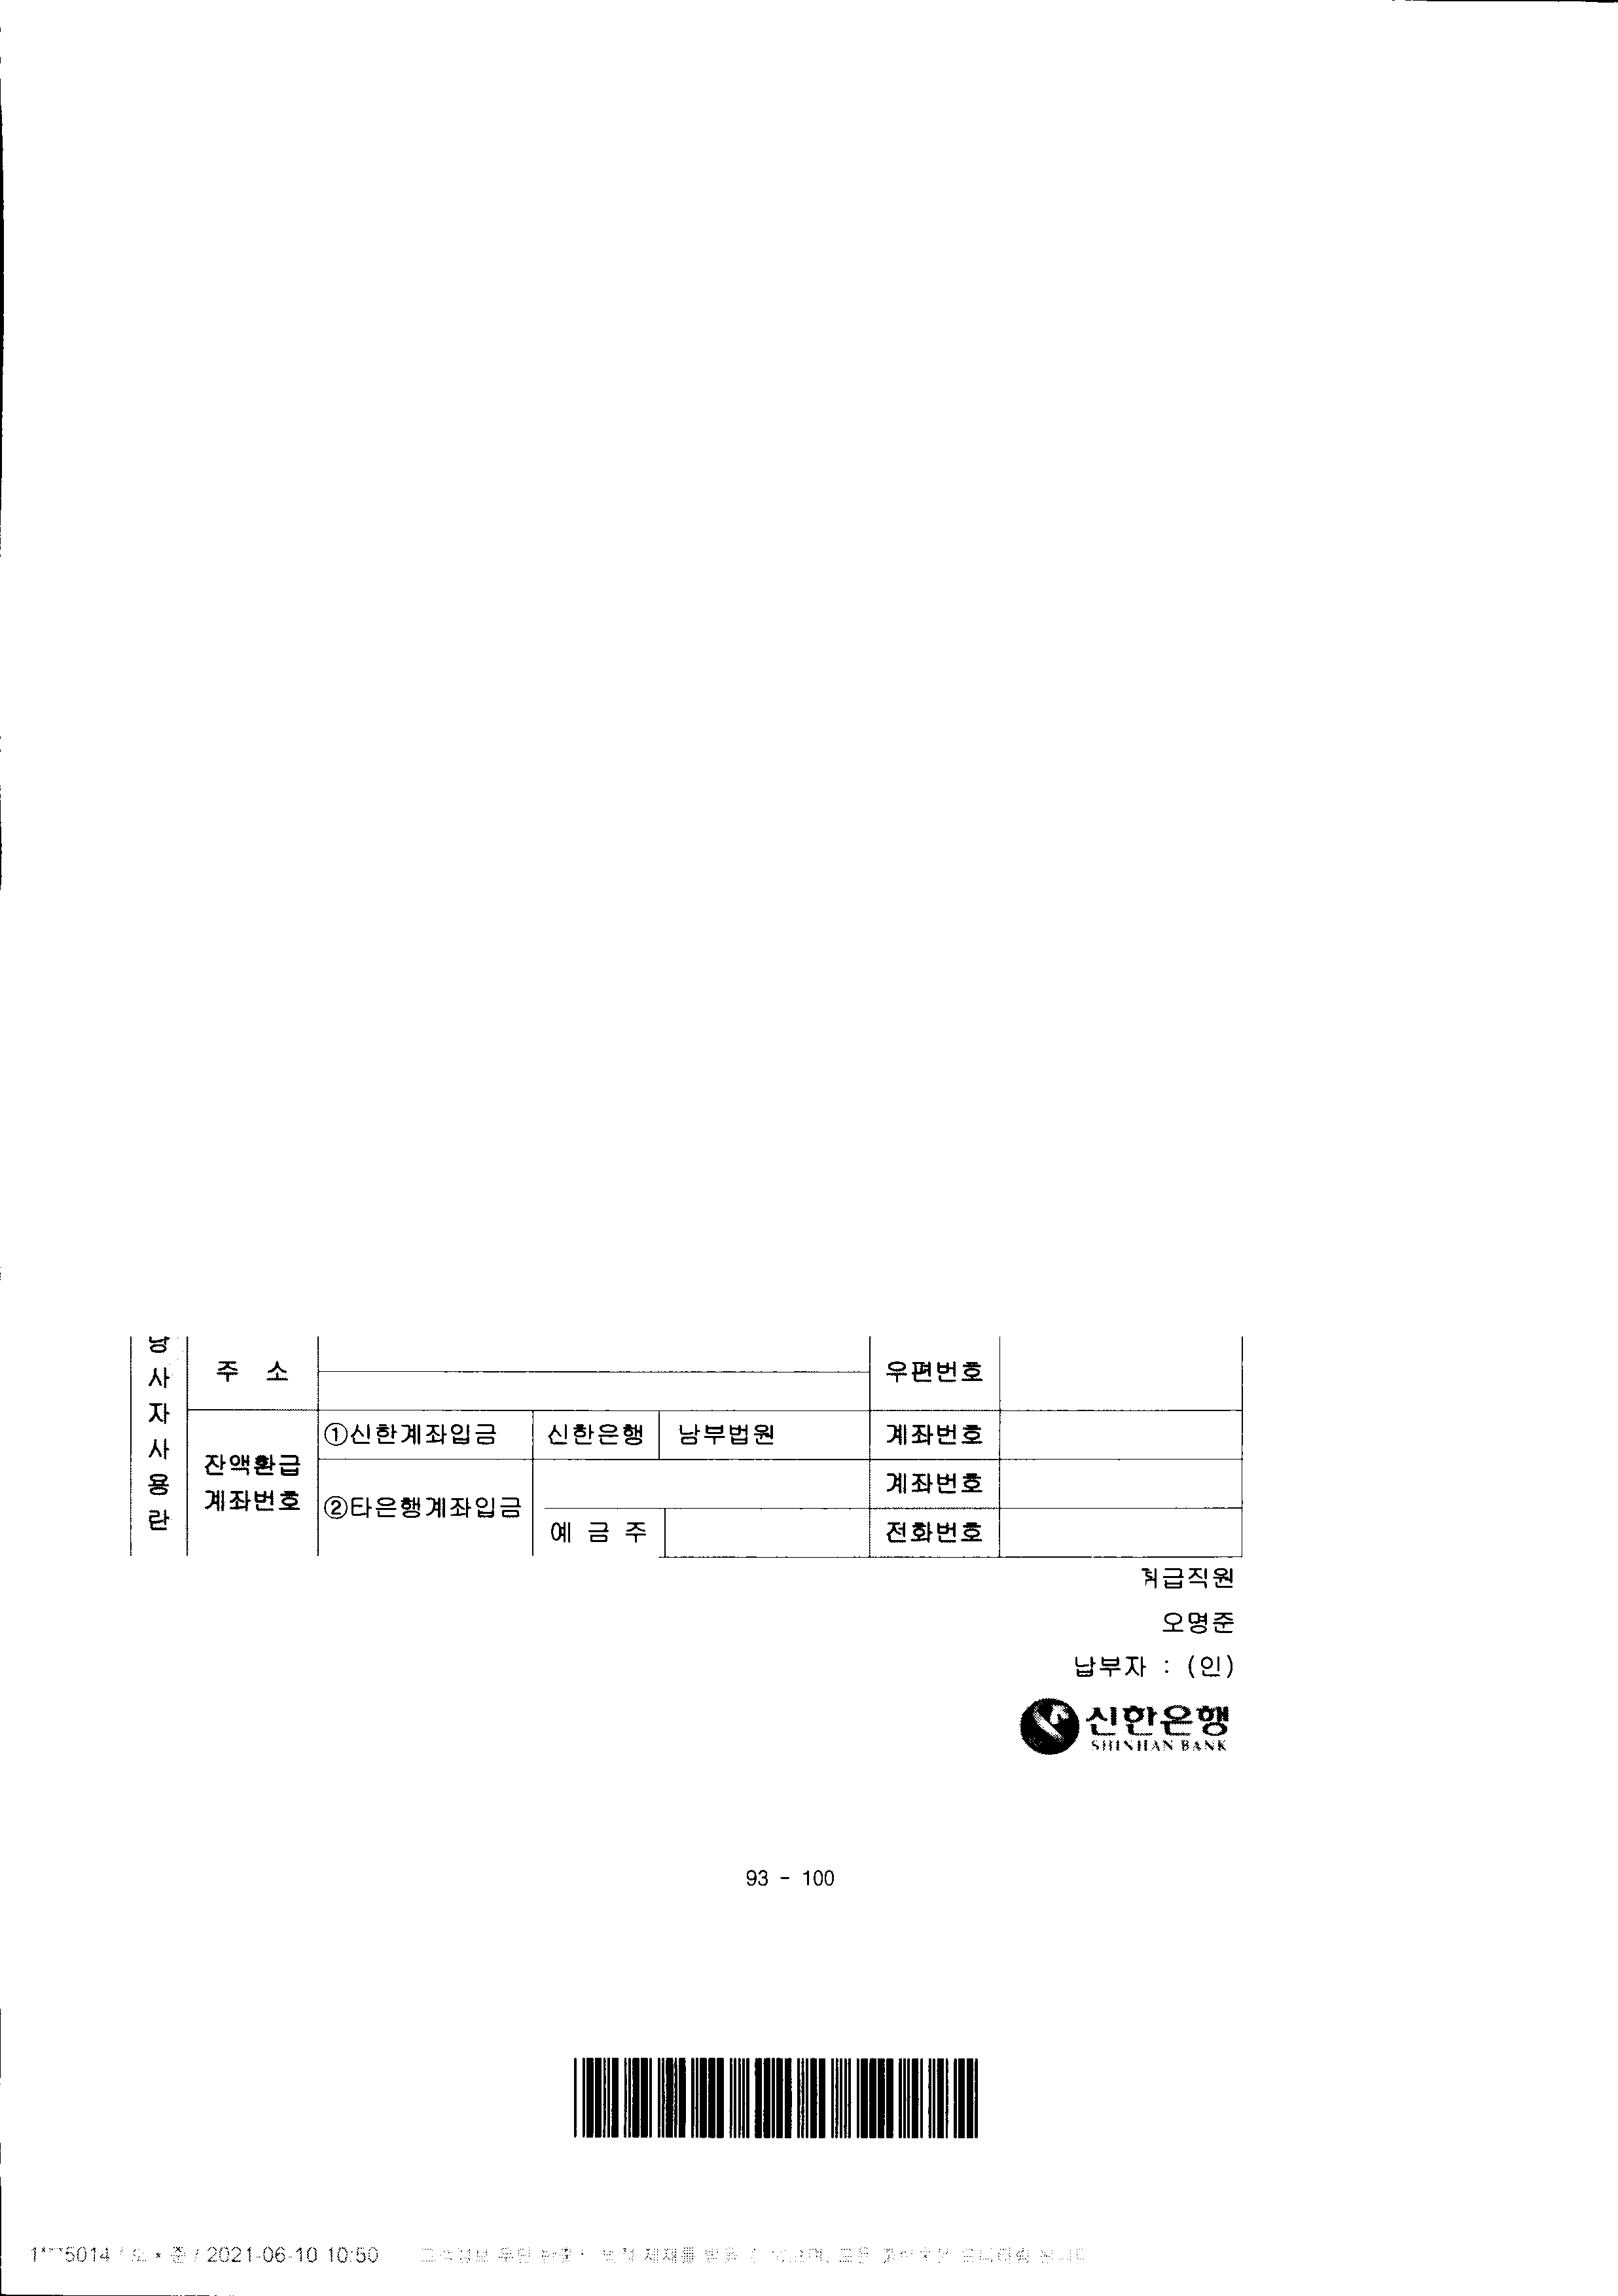 당사자사용란
주 소 우편번호
잔액환급 계좌번호
①신한계좌입금 신한은행 남부법원 계좌번호
②타은행계좌입금 계좌번호
예 금 주 전화번호
취급직원
오명준
납부자 : (인)
신한은행
SHINHAN BANK
93 - 100
1***5014 / 오 * 준 / 2021-06-10 10:50